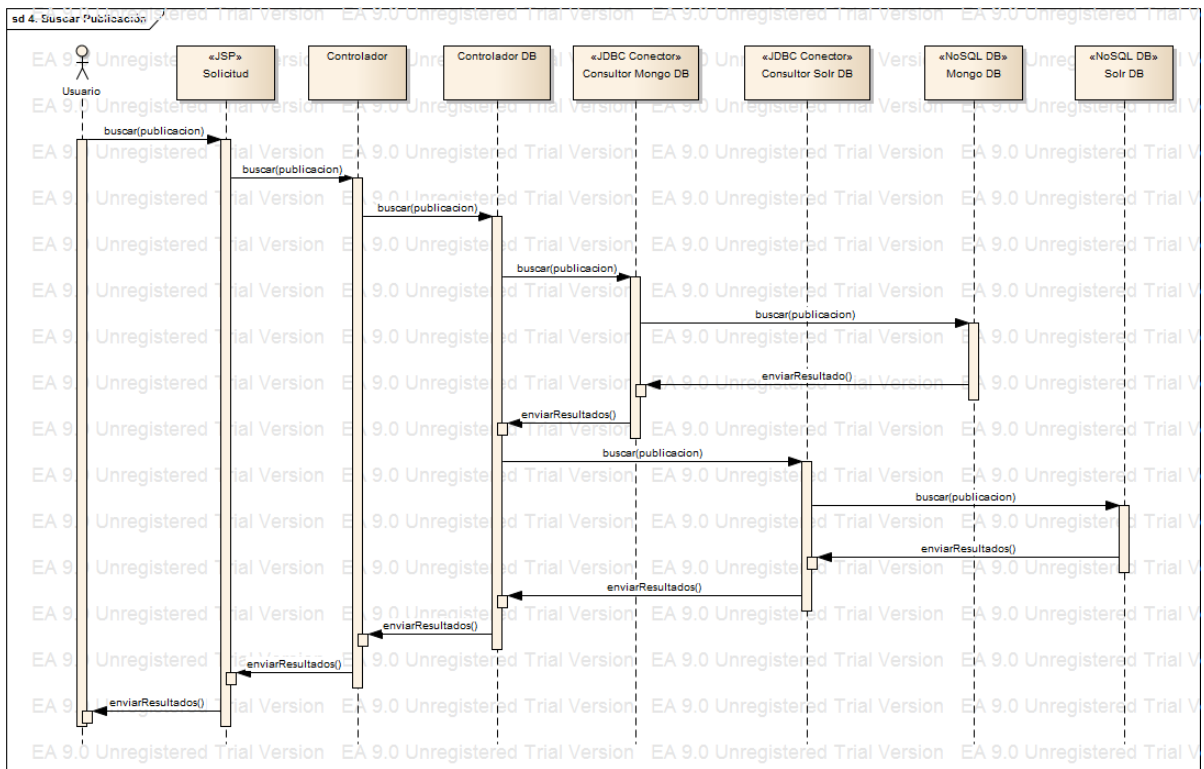 sd 4. Buscar Publicación
Usuario
«JSP»
Solicitud
Controlador
Controlador DB
«JDBC Conector»
Consultor Mongo DB
«JDBC Conector»
Consultor Solr DB
«NoSQL DB»
Mongo DB
«NoSQL DB»
Solr DB
buscar(publicacion)
buscar(publicacion)
buscar(publicacion)
buscar(publicacion)
buscar(publicacion)
enviarResultado()
enviarResultados()
buscar(publicacion)
buscar(publicacion)
enviarResultados()
enviarResultados()
enviarResultados()
enviarResultados()
enviarResultados()
EA 9.0 Unregistered Trial Version